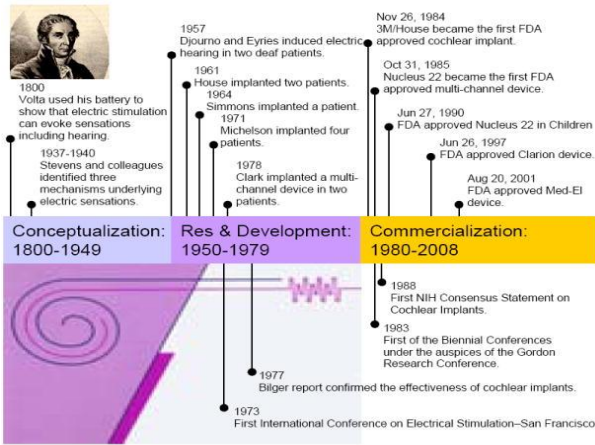 1800
Volta used his battery to
show that electric stimulation
can evoke sensations
including hearing.
1937-1940
Stevens and colleagues
identified three
mechanisms underlying
electric sensations.
1957
Djourno and Eyries induced electric
hearing in two deaf patients.
1961
House implanted two patients.
1964
Simmons implanted a patient.
1971
Michelson implanted four
patients.
1978
Clark implanted a multi-
channel device in two
patients.
Nov 26, 1984
3M/House became the first FDA
approved cochlear implant.
Oct 31, 1985
Nucleus 22 became the first FDA
approved multi-channel device.
Jun 27, 1990
FDA approved Nucleus 22 in Children
Jun 26, 1997
FDA approved Clarion device.
Aug 20, 2001
FDA approved Med-El
device.
Conceptualization:
1800-1949
Res & Development:
1950-1979
Commercialization:
1980-2008
1988
First NIH Consensus Statement on
Cochlear Implants.
1983
First of the Biennial Conferences
under the auspices of the Gordon
Research Conference.
1977
Bilger report confirmed the effectiveness of cochlear implants.
1973
First International Conference on Electrical Stimulation–San Francisco